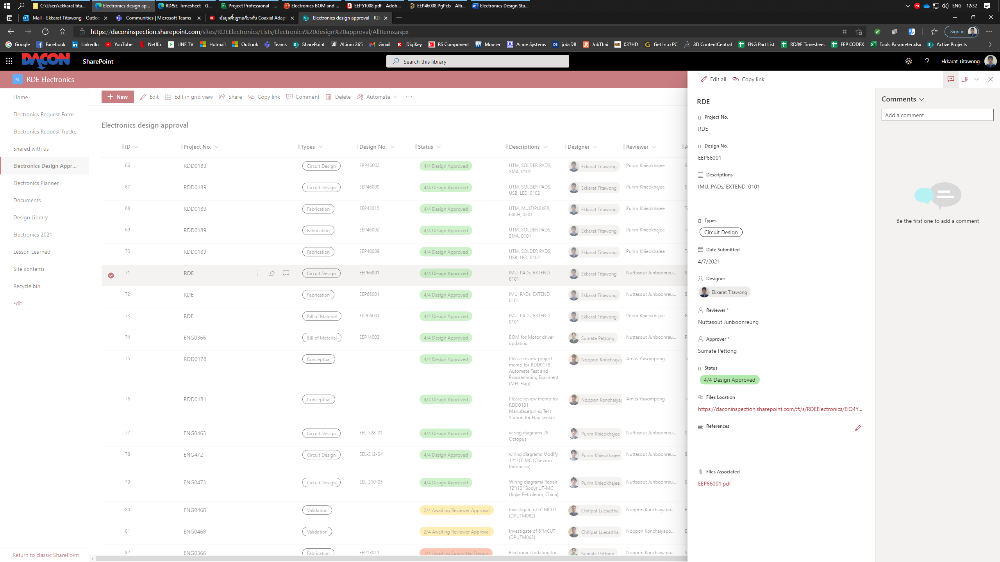 C:\Users\ekkarat.tita...
Electronics design ap...
RD&E_Timesheet - G...
Project Professional - ...
Electronics BOM and ...
EEP51008.pdf - Adob...
EEP46008.PrjPcb - Alti...
Electronics Design Sta...
ENG
12:32
Mail - Ekkarat Titawong - Outloo
Communities | Microsoft Teams
ข้อมูลพื้นฐานเกี่ยวกับ Coaxial Adapt
Electronics design approval - RD
https://daconinspection.sharepoint.com/sites/RDEElectronics/Lists/Electronics%20design%20approval/AllItems.aspx
Sign in
Google
Facebook
LinkedIn
YouTube
Netflix
LINE TV
Hotmail
Outlook
Teams
SharePoint
Altium 365
Gmail
DigiKey
RS Component
Mouser
Acme Systems
jobsDB
JobThai
037HD
Get Into PC
3D ContentCentral
ENG Part List
RD&E Timesheet
EEP CODEX
Tools Parameter.xlsx
Active Projects
DACON
SharePoint
Search this library
Ekkarat Titawong
RE
RDE Electronics
Home
Electronics Request Form
Electronics Request Tracke
Shared with us
Electronics Design Appr...
Electronics Planner
Documents
Design Library
Electronics 2021
Lesson Learned
Site contents
Recycle bin
Edit
Return to classic SharePoint
New
Edit
Edit in grid view
Share
Copy link
Comment
Delete
Automate
Electronics design approval
ID
Project No.
Types
Design No.
Status
Descriptions
Designer
Reviewer
A
66 RDD0189 Circuit Design EPP46002 4/4 Design Approved UTM, SOLDER PADS, Ekkarat Titawong Purim Khieokhajee S
SMA, 0101
67 RDD0189 Circuit Design EEP46009 4/4 Design Approved UTM, SOLDER PADS, Ekkarat Titawong Purim Khieokhajee S
USB, LED, 0102
68 RDD0189 Fabrication EEP43015 4/4 Design Approved UTM, MULTIPLEXER, Ekkarat Titawong Purim Khieokhajee To
64CH, 0201
69 RDD0189 Fabrication EEP46002 4/4 Design Approved UTM, SOLDER PADS, Ekkarat Titawong Purim Khieokhajee To
SMA, 0101
70 RDD0189 Fabrication EEP46009 4/4 Design Approved UTM, SOLDER PADS, Ekkarat Titawong Purim Khieokhajee To
USB, LED, 0102
71 RDE Circuit Design EEP66001 4/4 Design Approved IMU, PADs, EXTEND, Ekkarat Titawong Nuttasout Junboonreu... S
0101
72 RDE Fabrication EEP66001 4/4 Design Approved IMU, PADs, EXTEND, Ekkarat Titawong Nuttasout Junboonreu... S
0101
73 RDE Bill of Material EPP66001 4/4 Design Approved IMU, PADs, EXTEND, Ekkarat Titawong Purim Khieokhajee N
0101
74 ENG0366 Bill of Material EEP14003 4/4 Design Approved BOM for Motor driver Sumate Pettong Nuttasout Junboonreu... P
updating
75 RDD0178 Conceptual 4/4 Design Approved Please review project Noppon Konchaiyap Arnus Yaisompong To
memo for RDD0178
Automate Test and
Programming Equiment
(MFL Flap)
76 RDD0181 Conceptual 4/4 Design Approved Please review memo for Noppon Konchaiyap Arnus Yaisompong To
RDD0181
Manufaceturing Test
Station for Flap sensor
77 ENG0463 Circuit Design EEL-328-01 4/4 Design Approved wiring diagrams 28 Purim Khieokhajee Nuttasout Junboonreu... S
Octopus
78 ENG472 Circuit Design EEL-312-04 4/4 Design Approved wiring diagrams Modify Purim Khieokhajee Nuttasout Junboonreu... S
12" UT-MC (Chevron
Indonesia)
79 ENG0473 Circuit Design EEL-310-05 4/4 Design Approved Wiring diagrams Repair Purim Khieokhajee Nuttasout Junboonreu... S
12"(10" Body) UT-MC
(Jinjie Petroleum, China)
80 ENG0468 Validation 2/4 Awaiting Reviewer Approval Investigate of 6" MCUT Chitipat Luesattha Noppon Konchaiyapo... E
(DPUTM062)
81 ENG0468 Validation 2/4 Awaiting Reviewer Approval Investigate of 6"MCUT Chitipat Luesattha Noppon Konchaiyapo... E
(DPUTM063)
82 ENG0366 Fabrication EEP13011 1/4 Awaiting Submitted Design Electronic Updating for Sumate Pettong Noppon Konchaiyapo... S
Edit all
Copy link
RDE
Project No.
RDE
Design No.
EEP66001
Descriptions
IMU, PADs, EXTEND, 0101
Types
Circuit Design
Date Submitted
4/7/2021
Designer
Ekkarat Titawong
Reviewer *
Nuttasout Junboonreung
Approver *
Sumate Pettong
Status
4/4 Design Approved
Files Location
https://daconinspection.sharepoint.com/:f:/s/RDEElectronics/EiQ4Y...
References
Files Associated
EEP66001.pdf
Comments
Add a comment
Be the first one to add a comment